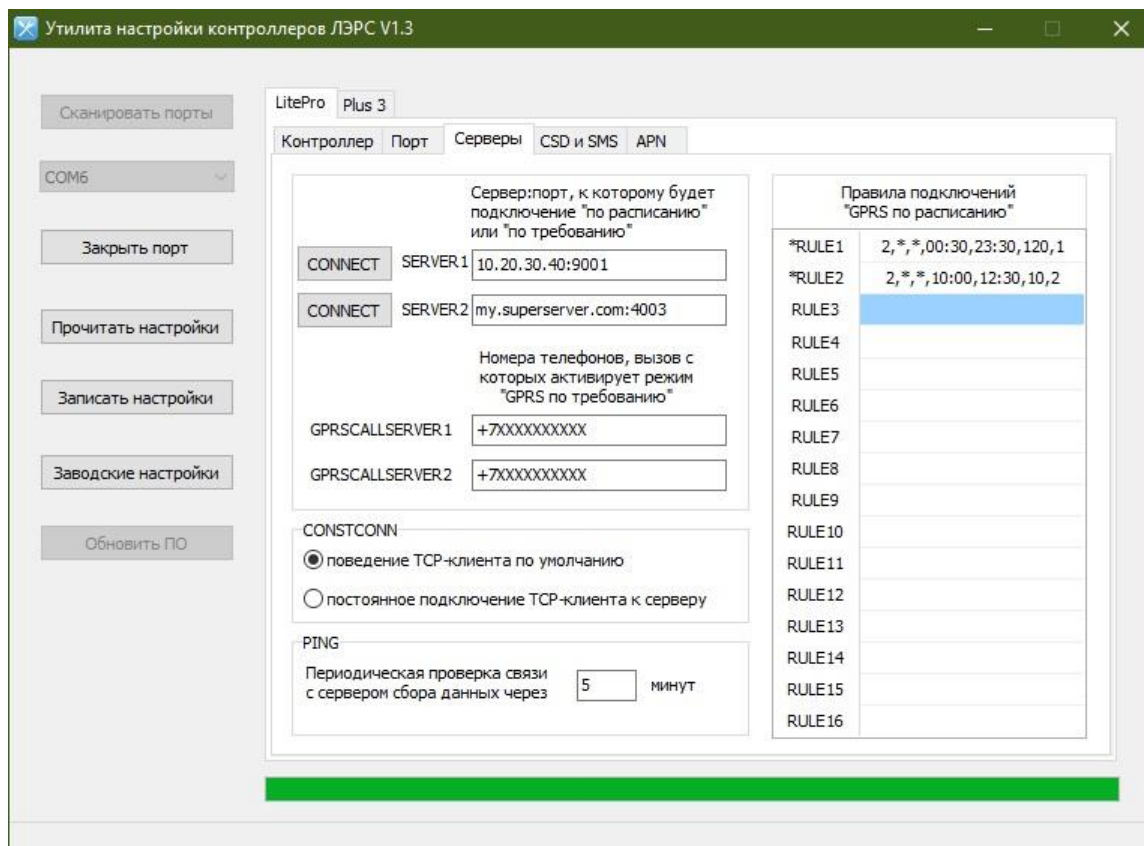 Утилита настройки контроллеров ЛЭРС V1.3
Сканировать порты
COM6
Закрыть порт
Прочитать настройки
Записать настройки
Заводские настройки
Обновить ПО
LitePro Plus 3
Контроллер Порт Серверы CSD и SMS APN
Сервер:порт, к которому будет
подключение "по расписанию"
или "по требованию"
CONNECT SERVER1 10.20.30.40:9001
CONNECT SERVER2 my.superserver.com:4003
Номера телефонов, вызов с
которых активирует режим
"GPRS по требованию"
GPRSCALLSERVER1 +7XXXXXXXXXX
GPRSCALLSERVER2 +7XXXXXXXXXX
CONSTCONN
поведение TCP-клиента по умолчанию
постоянное подключение TCP-клиента к серверу
PING
Периодическая проверка связи
с сервером сбора данных через 5 минут
Правила подключений
"GPRS по расписанию"
*RULE1 2,*,*,00:30,23:30,120,1
*RULE2 2,*,*,10:00,12:30,10,2
RULE3
RULE4
RULE5
RULE6
RULE7
RULE8
RULE9
RULE10
RULE11
RULE12
RULE13
RULE14
RULE15
RULE16